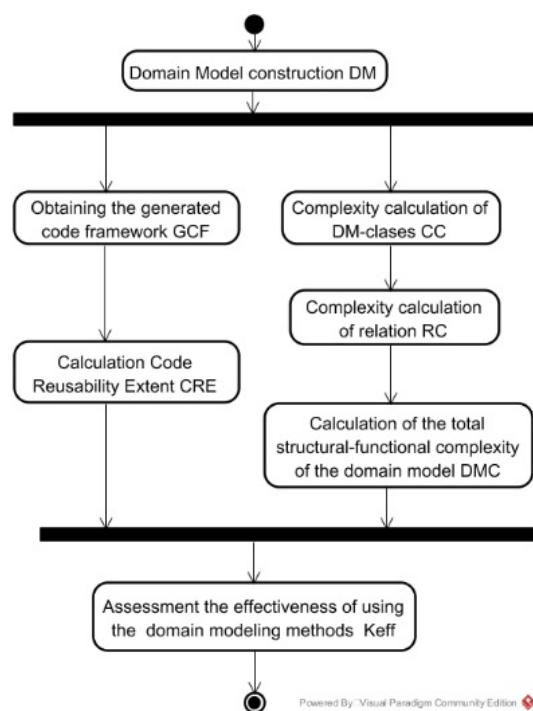 Domain Model construction DM
Obtaining the generated
code framework GCF
Calculation Code
Reusability Extent CRE
Complexity calculation of
DM-clases CC
Complexity calculation
of relation RC
Calculation of the total
structural-functional complexity
of the domain model DMC
Assessment the effectiveness of using
the domain modeling methods Keff
Powered By Visual Paradigm Community Edition